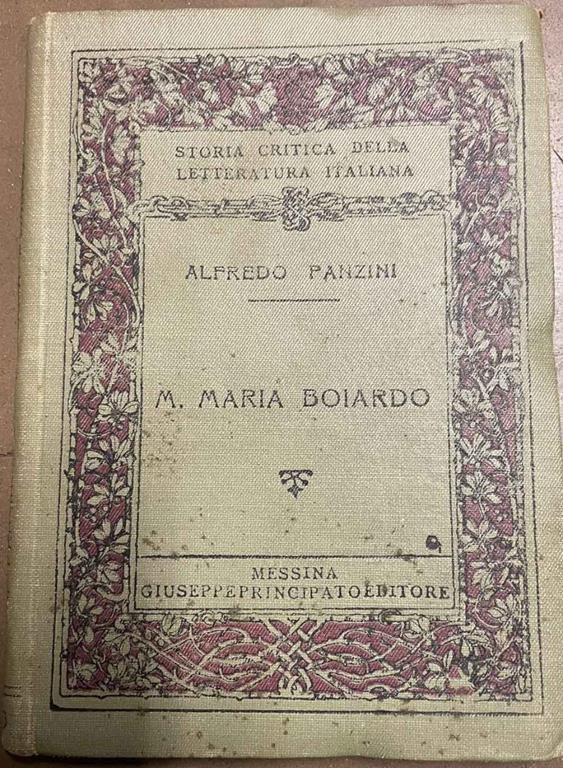 STORIA CRITICA DELLA
LETTERATURA ITALIANA
ALFREDO PANZINI
M. MARIA BOIARDO
MESSINA
GIUSEPPE PRINCIPATO EDITORE